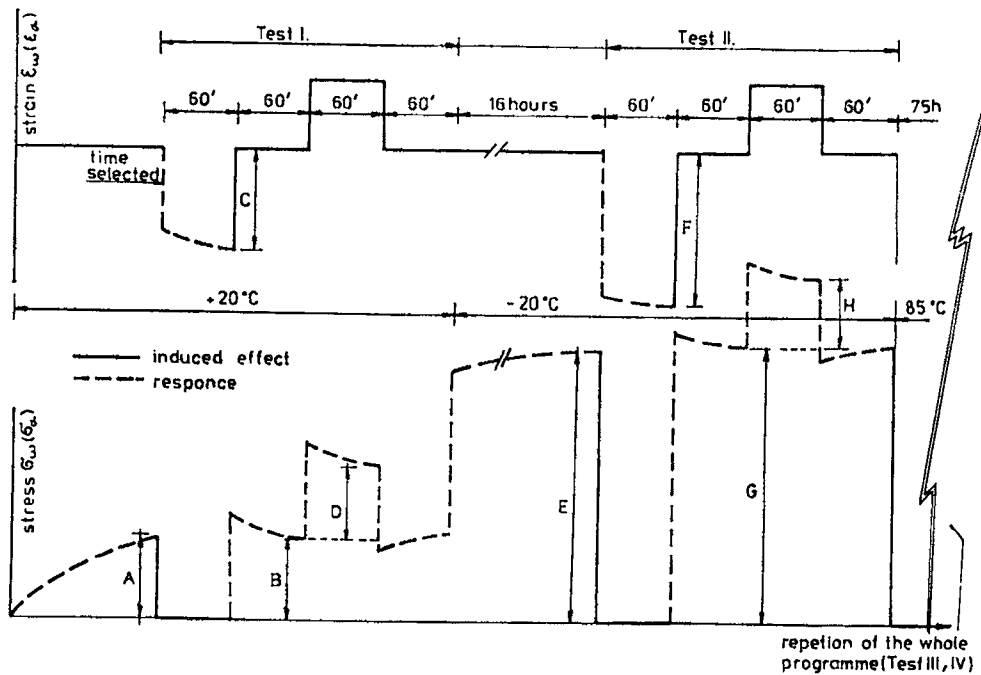 Test I.
Test II.
60' 60' 60' 60' 16 hours 60' 60' 60' 60' 75h
strain ε_ω(ε_α)
time
selected
C
F
+20°C
-20°C
H
85°C
induced effect
responce
stress σ_ω(σ_α)
A
B
D
E
G
repetion of the whole
programme(Test III, IV)